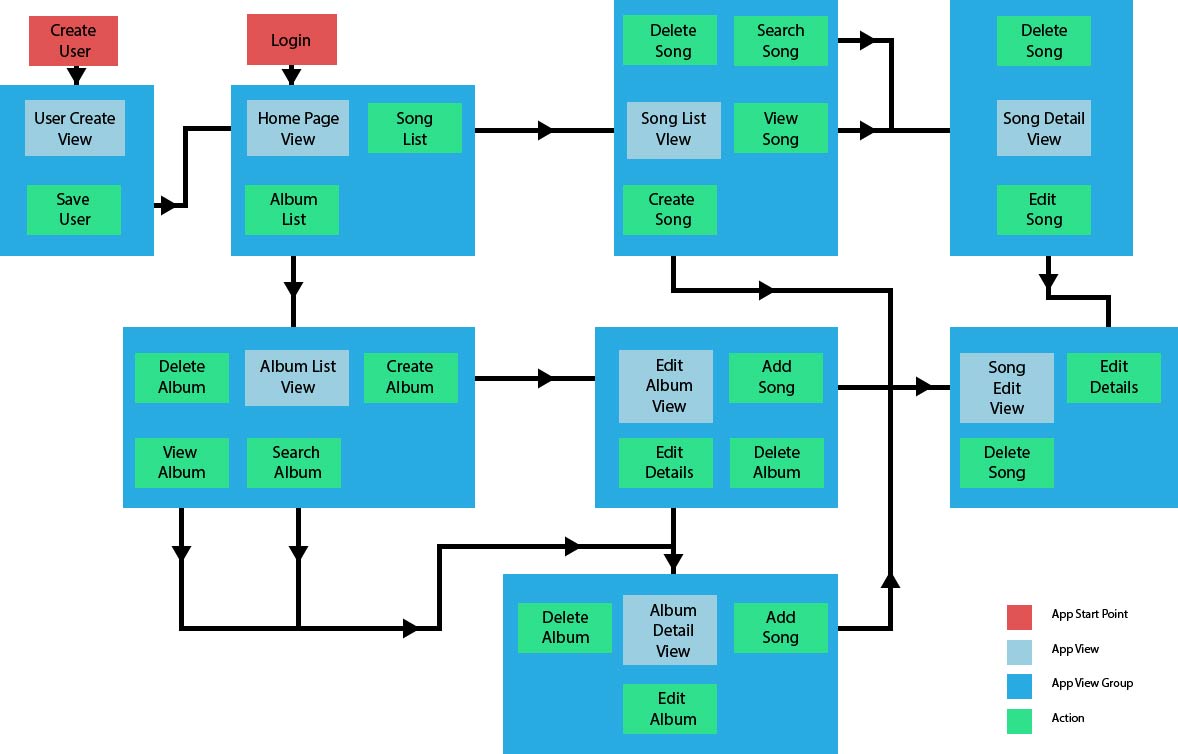 Create
User
Login
User Create
View
Save
User
Home Page
View
Song
List
Album
List
Delete
Song
Search
Song
Song List
VIew
View
Song
Create
Song
Delete
Song
Song Detail
View
Edit
Song
Delete
Album
Album List
View
Create
Album
View
Album
Search
Album
Edit
Album
View
Add
Song
Edit
Details
Delete
Album
Song
Edit
View
Edit
Details
Delete
Song
Delete
Album
Album
Detail
View
Add
Song
Edit
Album
App Start Point
App View
App View Group
Action